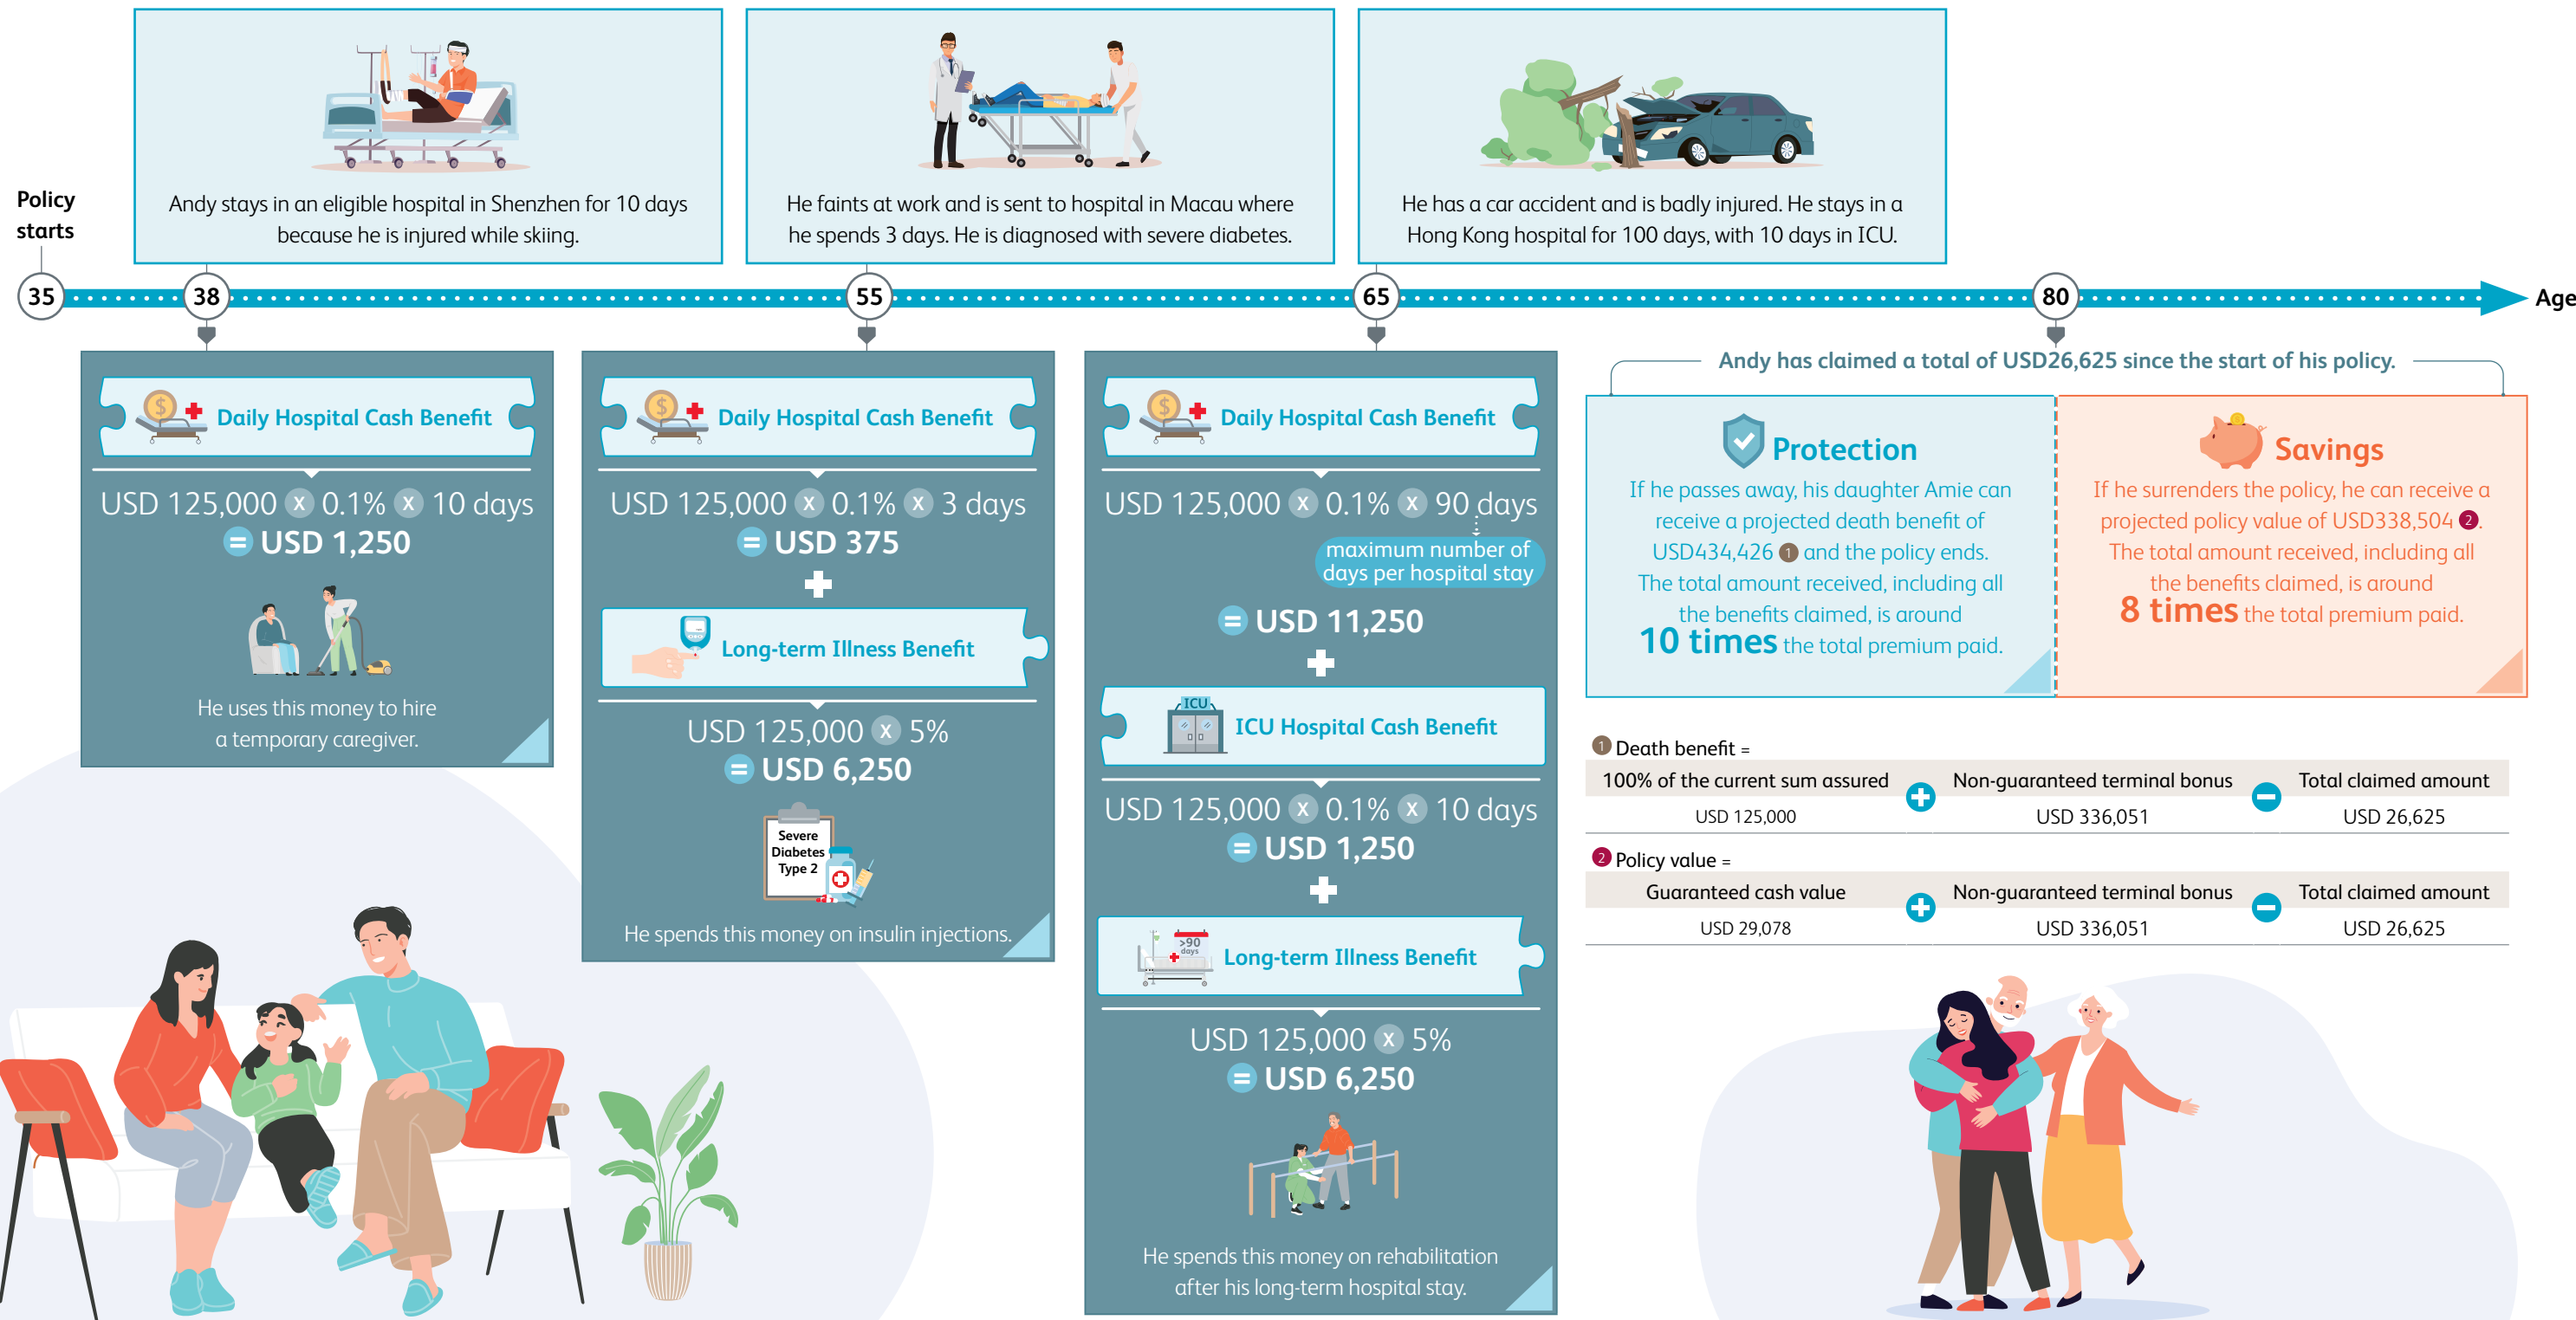 Andy stays in an eligible hospital in Shenzhen for 10 days
because he is injured while skiing.
He faints at work and is sent to hospital in Macau where
he spends 3 days. He is diagnosed with severe diabetes.
He has a car accident and is badly injured. He stays in a
Hong Kong hospital for 100 days, with 10 days in ICU.
Policy
starts
35
38
55
65
80
Age
Daily Hospital Cash Benefit
USD 125,000 x 0.1% x 10 days
= USD 1,250
He uses this money to hire
a temporary caregiver.
Daily Hospital Cash Benefit
USD 125,000 x 0.1% x 3 days
= USD 375
+
Long-term Illness Benefit
USD 125,000 x 5%
= USD 6,250
Severe
Diabetes
Type 2
He spends this money on insulin injections.
Daily Hospital Cash Benefit
USD 125,000 x 0.1% x 90 days
maximum number of
days per hospital stay
= USD 11,250
+
ICU
ICU Hospital Cash Benefit
USD 125,000 x 0.1% x 10 days
= USD 1,250
+
>90
days
Long-term Illness Benefit
USD 125,000 x 5%
= USD 6,250
He spends this money on rehabilitation
after his long-term hospital stay.
Andy has claimed a total of USD26,625 since the start of his policy.
Protection
If he passes away, his daughter Amie can
receive a projected death benefit of
USD434,426 1 and the policy ends.
The total amount received, including all
the benefits claimed, is around
10 times the total premium paid.
Savings
If he surrenders the policy, he can receive a
projected policy value of USD338,504 2.
The total amount received, including all
the benefits claimed, is around
8 times the total premium paid.
1 Death benefit =
100% of the current sum assured + Non-guaranteed terminal bonus − Total claimed amount
USD 125,000 USD 336,051 USD 26,625
2 Policy value =
Guaranteed cash value + Non-guaranteed terminal bonus − Total claimed amount
USD 29,078 USD 336,051 USD 26,625